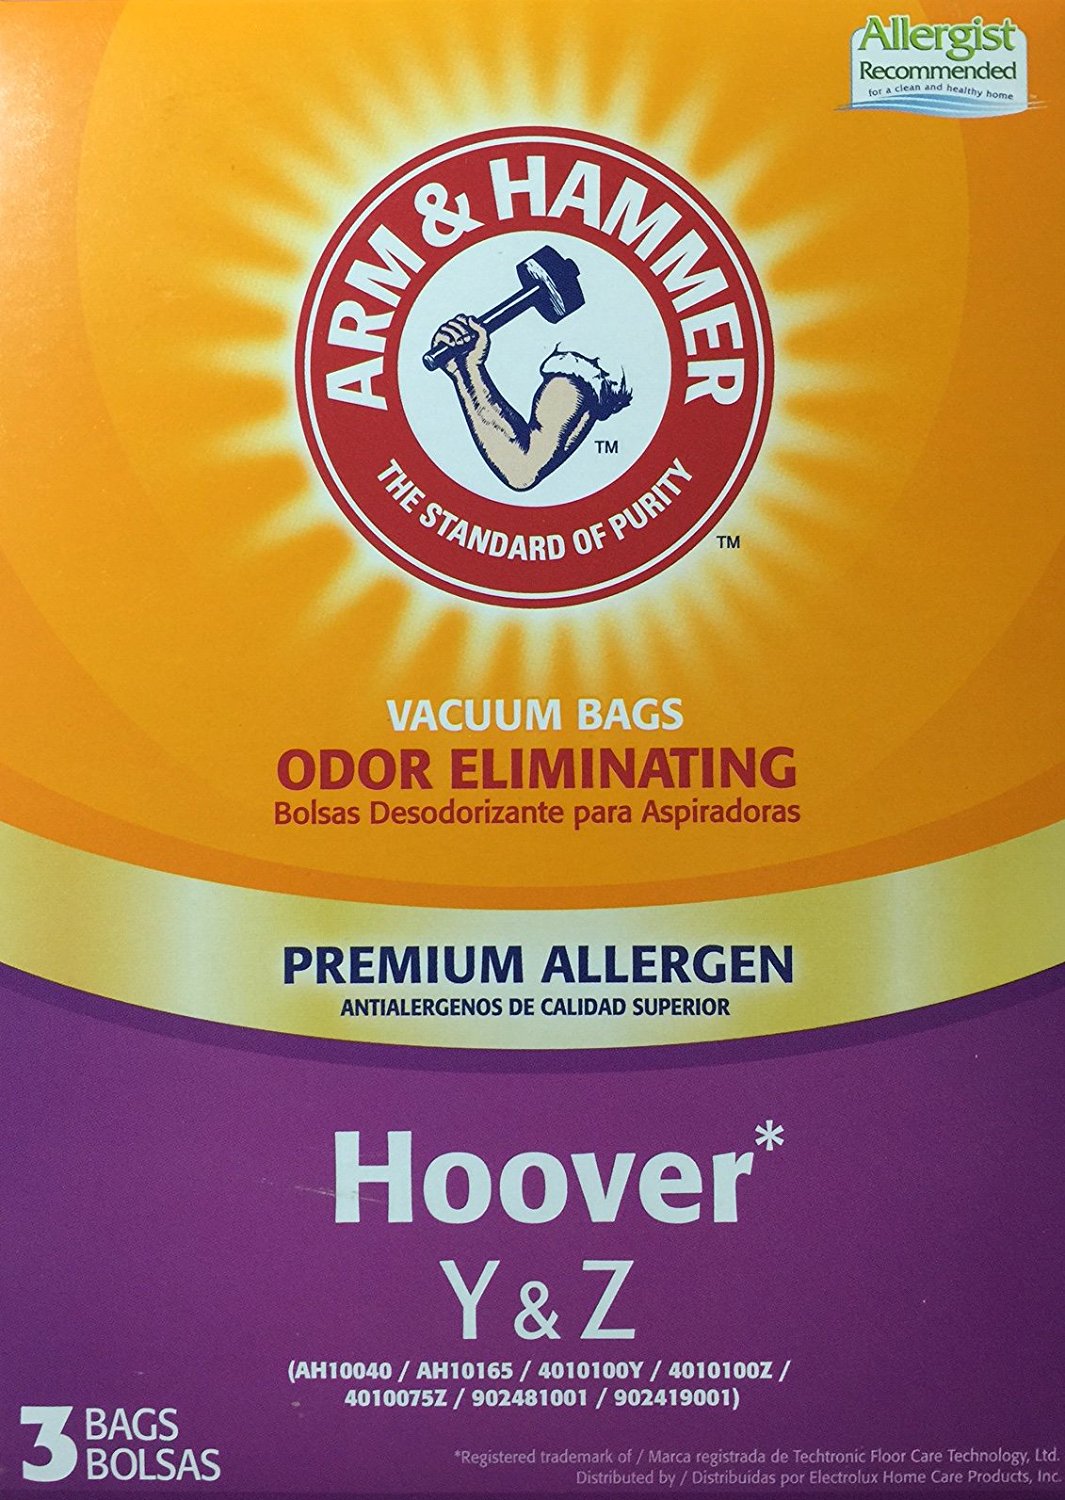 Allergist
Recommended
for a clean and healthy home
ARM & HAMMER
TM
THE STANDARD OF PURITY
TM
VACUUM BAGS
ODOR ELIMINATING
Bolsas Desodorizante para Aspiradoras
PREMIUM ALLERGEN
ANTIALERGENOS DE CALIDAD SUPERIOR
Hoover*
Y & Z
(AH10040 / AH10165 / 4010100Y / 4010100Z /
4010075Z / 902481001 / 902419001)
3 BAGS
BOLSAS
*Registered trademark of / Marca registrada de Techtronic Floor Care Technology, Ltd.
Distributed by / Distribuidas por Electrolux Home Care Products, Inc.